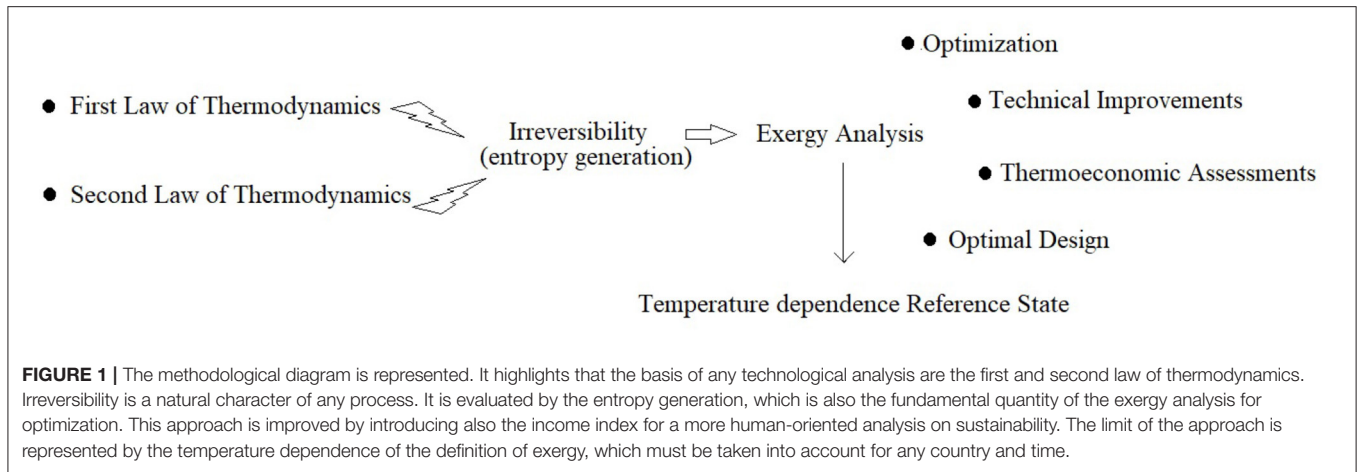 ● Optimization
● First Law of Thermodynamics
● Technical Improvements
Irreversibility
(entropy generation)
Exergy Analysis
● Thermoeconomic Assessments
● Second Law of Thermodynamics
● Optimal Design
Temperature dependence Reference State
FIGURE 1 | The methodological diagram is represented. It highlights that the basis of any technological analysis are the first and second law of thermodynamics.
Irreversibility is a natural character of any process. It is evaluated by the entropy generation, which is also the fundamental quantity of the exergy analysis for
optimization. This approach is improved by introducing also the income index for a more human-oriented analysis on sustainability. The limit of the approach is
represented by the temperature dependence of the definition of exergy, which must be taken into account for any country and time.